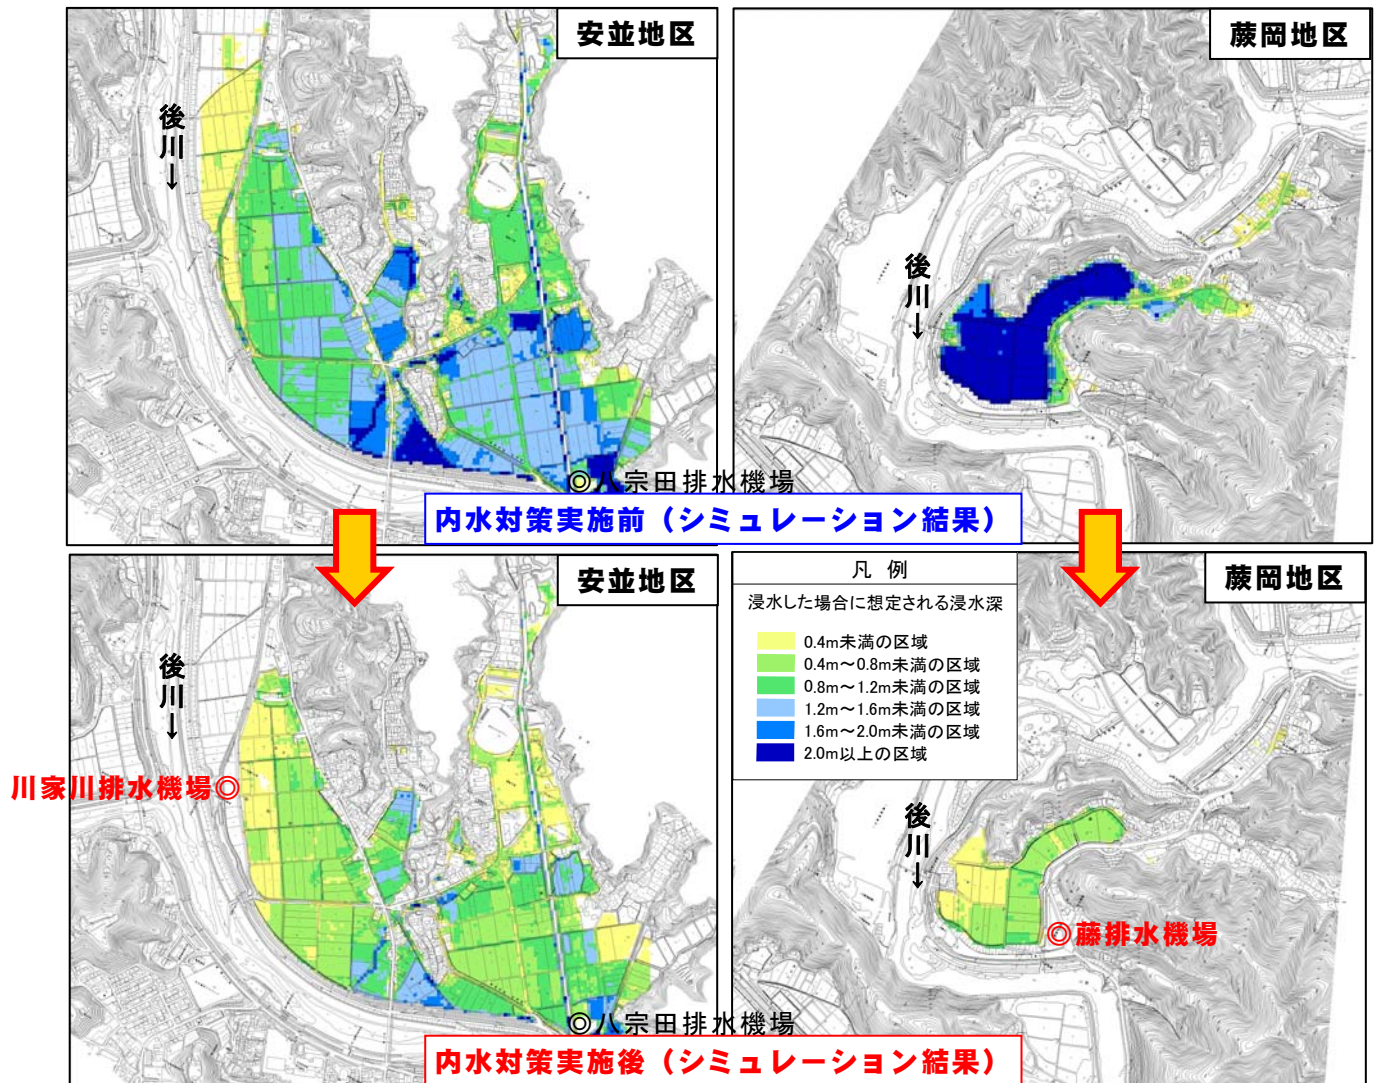 安並地区
後川↓
◎八宗田排水機場
蕨岡地区
後川↓
内水対策実施前（シミュレーション結果）
安並地区
後川↓
川家川排水機場◎
◎八宗田排水機場
凡 例
浸水した場合に想定される浸水深
0.4m未満の区域
0.4m～0.8m未満の区域
0.8m～1.2m未満の区域
1.2m～1.6m未満の区域
1.6m～2.0m未満の区域
2.0m以上の区域
蕨岡地区
後川↓
◎藤排水機場
内水対策実施後（シミュレーション結果）